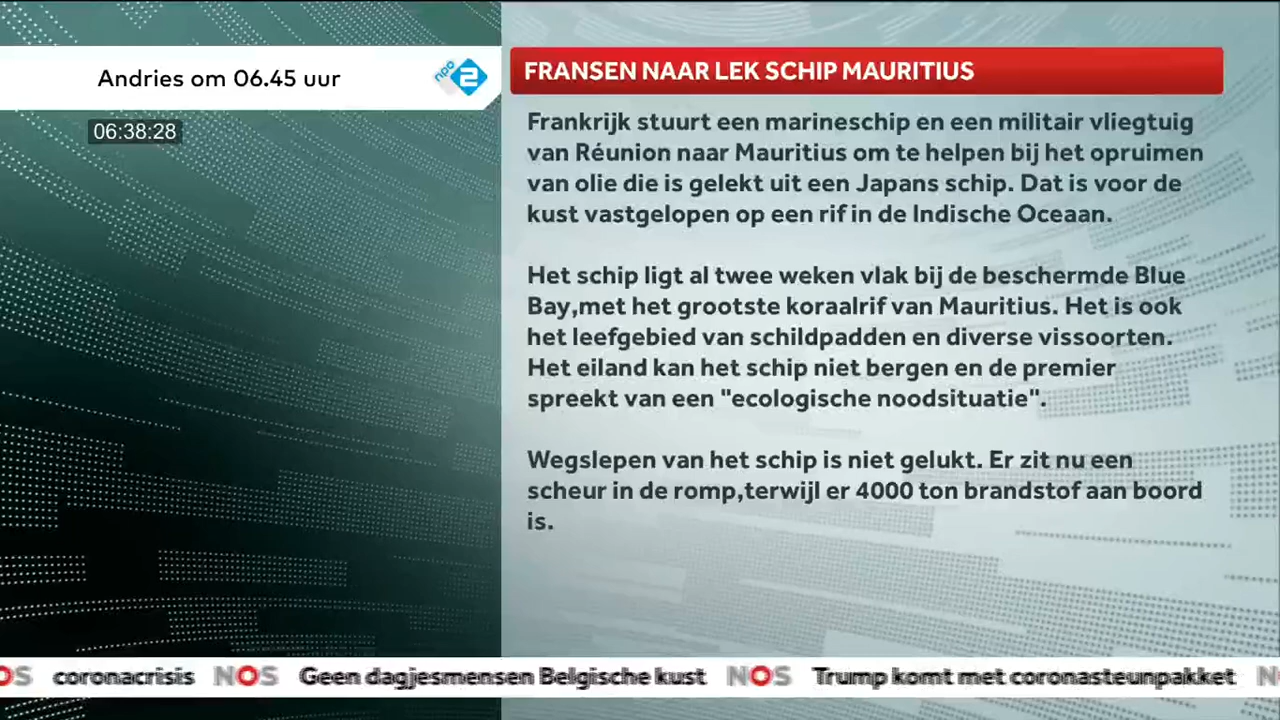 Andries om 06.45 uur
npo 2
06:38:28
FRANSEN NAAR LEK SCHIP MAURITIUS
Frankrijk stuurt een marineschip en een militair vliegtuig
van Réunion naar Mauritius om te helpen bij het opruimen
van olie die is gelekt uit een Japans schip. Dat is voor de
kust vastgelopen op een rif in de Indische Oceaan.
Het schip ligt al twee weken vlak bij de beschermde Blue
Bay,met het grootste koraalrif van Mauritius. Het is ook
het leefgebied van schildpadden en diverse vissoorten.
Het eiland kan het schip niet bergen en de premier
spreekt van een "ecologische noodsituatie".
Wegslepen van het schip is niet gelukt. Er zit nu een
scheur in de romp,terwijl er 4000 ton brandstof aan boord
is.
OS coronacrisis NOS Geen dagjesmensen Belgische kust NOS Trump komt met coronasteunpakket N